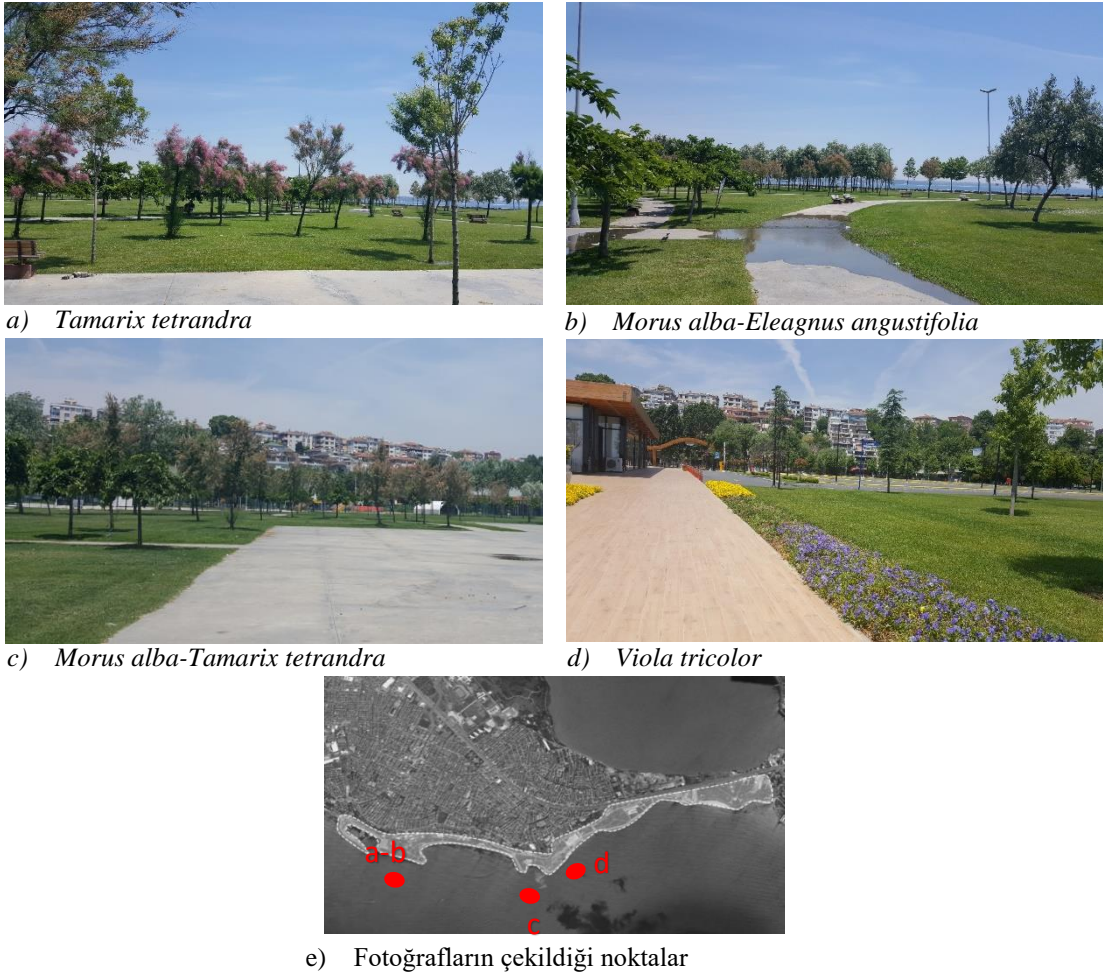 a) Tamarix tetrandra
b) Morus alba-Eleagnus angustifolia
c) Morus alba-Tamarix tetrandra
d) Viola tricolor
a-b
d
c
e) Fotoğrafların çekildiği noktalar